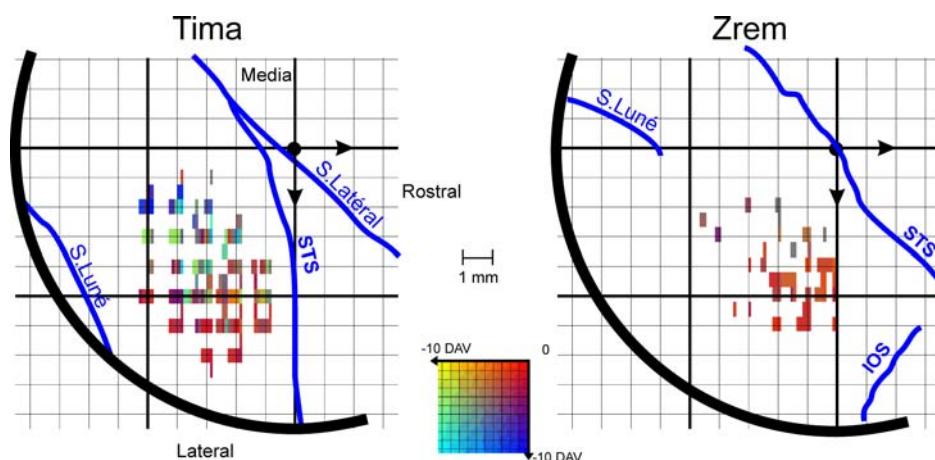 Tima
Zrem
Media
S.Luné
S.Latéral
Rostral
STS
S.Luné
STS
1 mm
-10 DAV
0
IOS
-10 DAV
Lateral